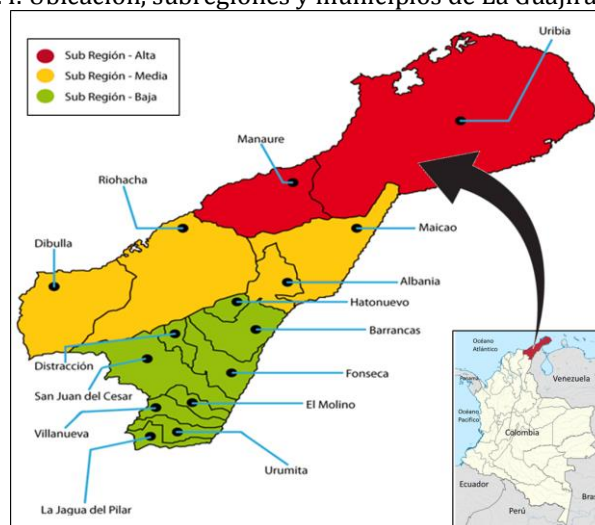 1. Ubicación, subregiones y municipios de La Guajira
Sub Región - Alta
Sub Región - Media
Sub Región - Baja
Uribia
Manaure
Riohacha
Maicao
Dibulla
Albania
Hatonuevo
Barrancas
Distracción
Fonseca
San Juan del Cesar
El Molino
Villanueva
Urumita
La Jagua del Pilar
Océano
Atlántico
Panamá
Venezuela
Océano
Pacífico
Colombia
Ecuador
Perú
Bras